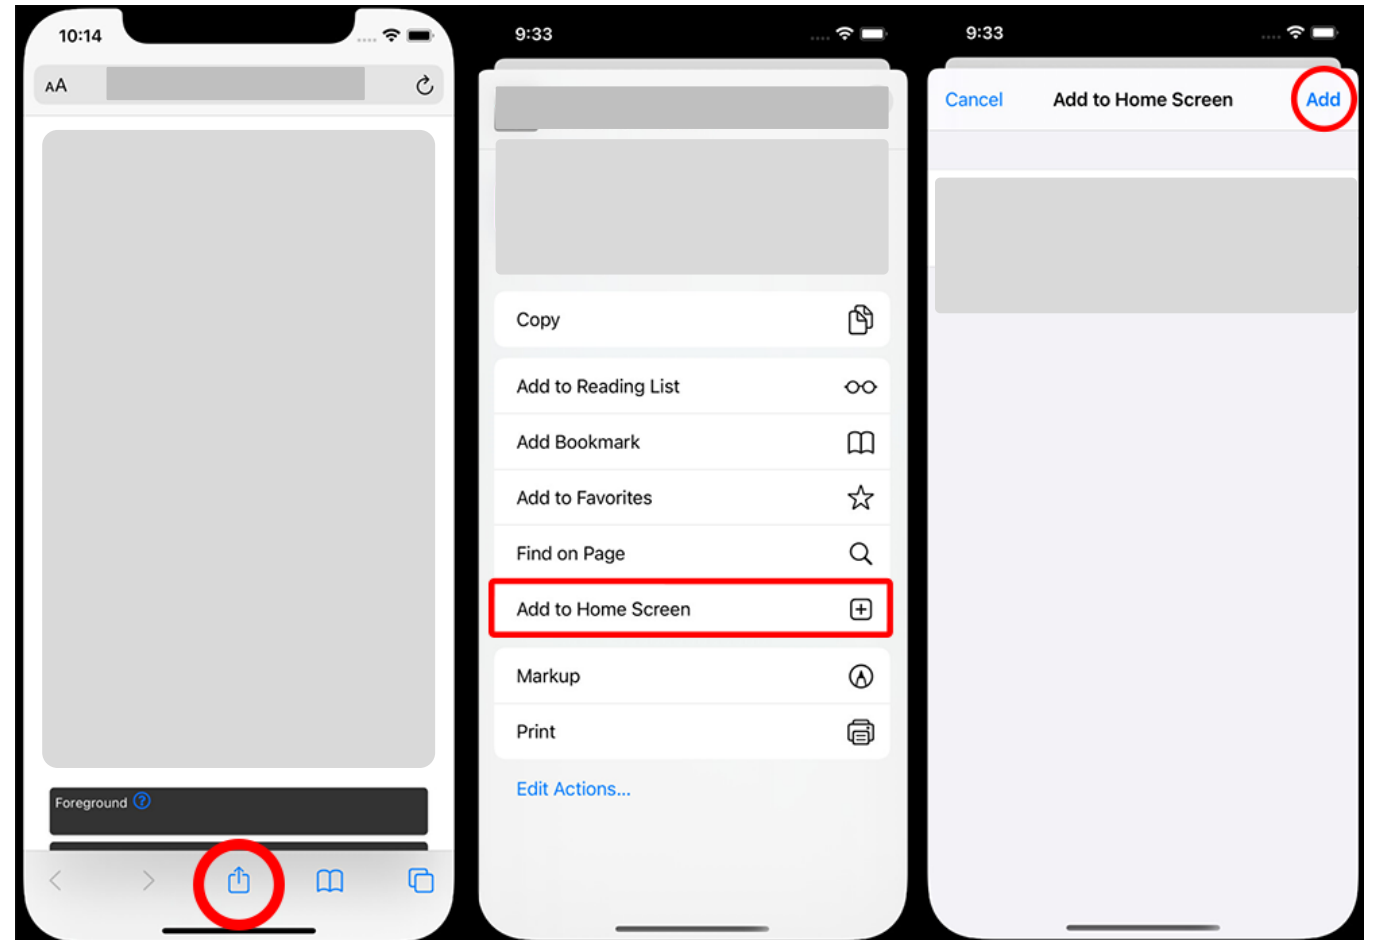 10:14
AA
Foreground ?
9:33
Copy
Add to Reading List
Add Bookmark
Add to Favorites
Find on Page
Add to Home Screen
Markup
Print
Edit Actions...
9:33
Cancel Add to Home Screen Add